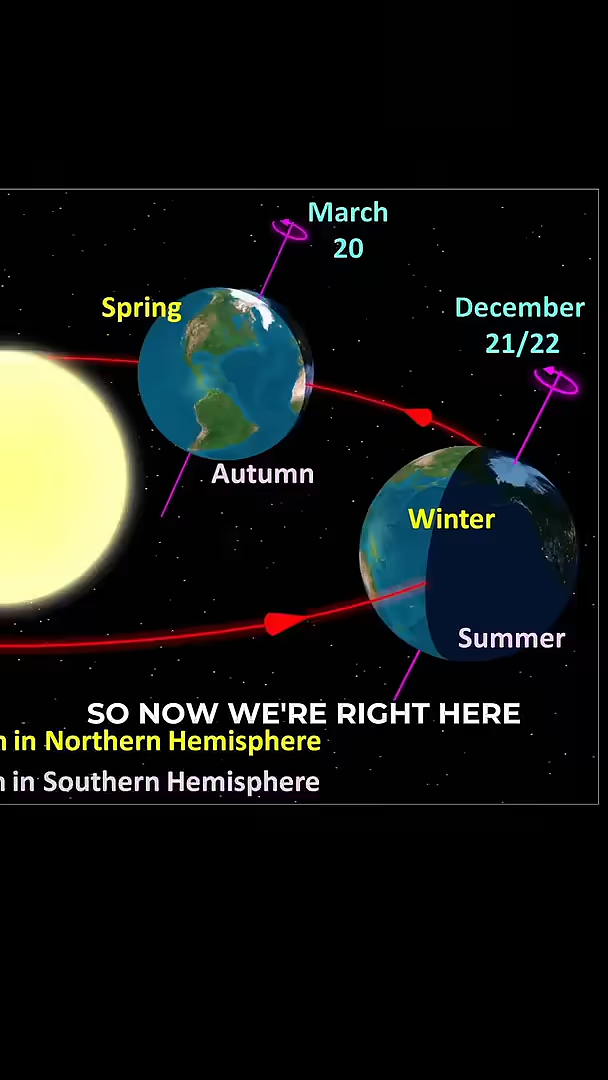 March
20
Spring
December
21/22
Autumn
Winter
Summer
SO NOW WE'RE RIGHT HERE
n in Northern Hemisphere
n in Southern Hemisphere